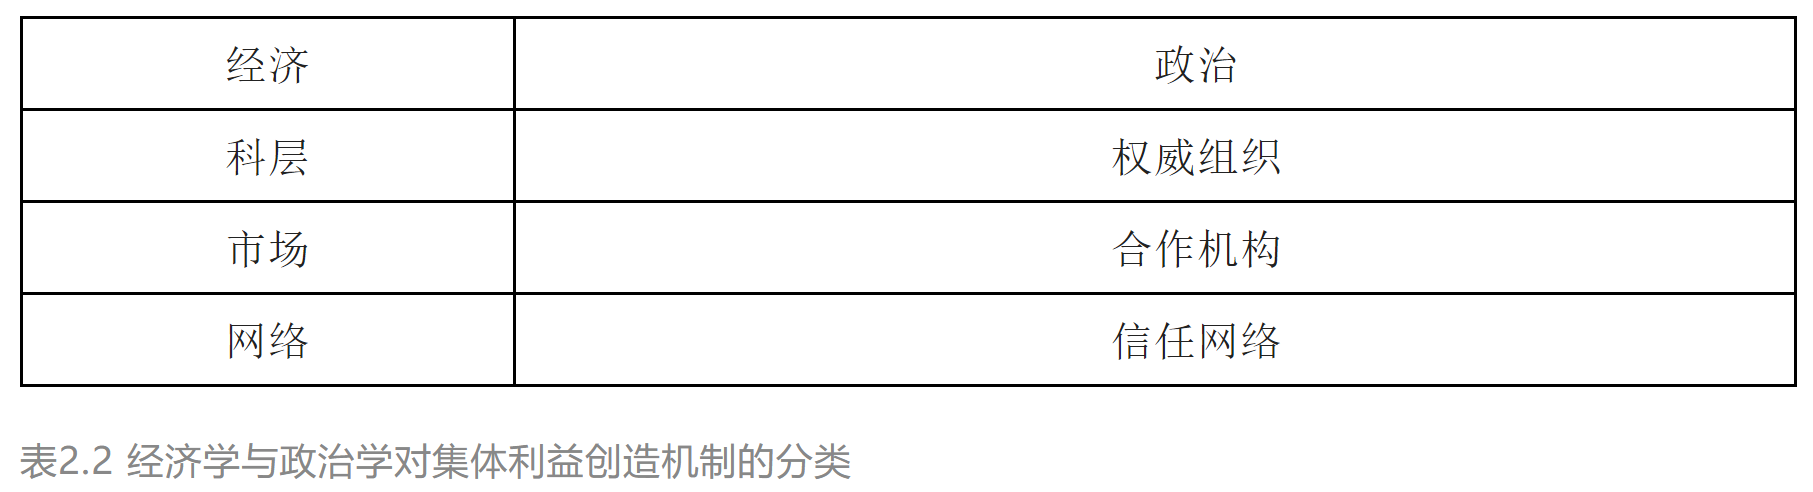 经济 政治
科层 权威组织
市场 合作机构
网络 信任网络
表2.2 经济学与政治学对集体利益创造机制的分类